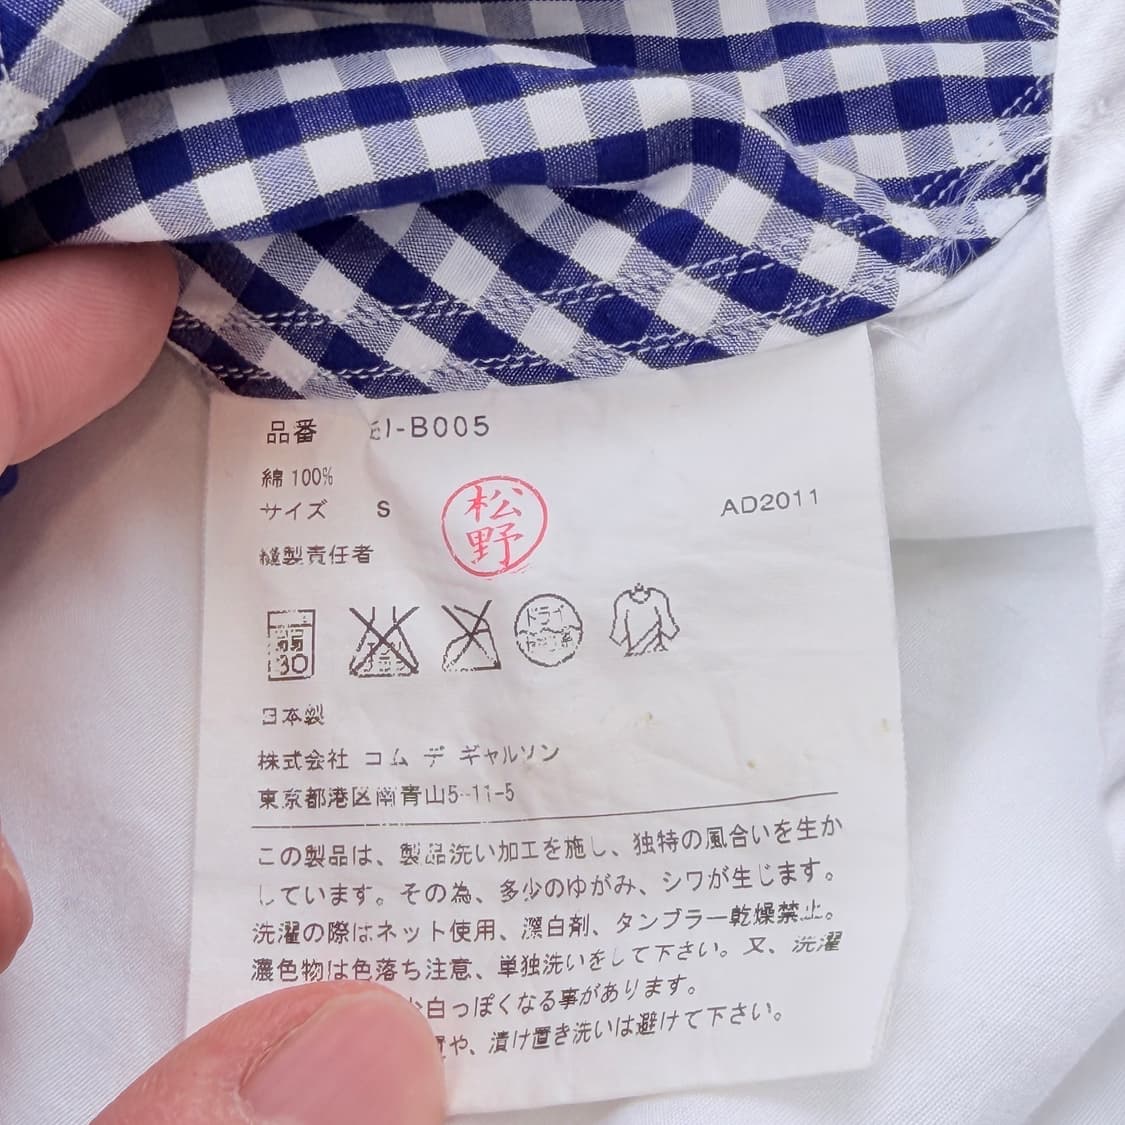 品番 I-B005
綿 100%
サイズ S 松野 AD2011
縫製責任者
弱 30 ドライ
日本製
株式会社 コム デ ギャルソン
東京都港区南青山5-11-5
この製品は、製品洗い加工を施し、独特の風合いを生か
しています。その為、多少のゆがみ、シワが生じます。
洗濯の際はネット使用、漂白剤、タンブラー乾燥禁止。
濃色物は色落ち注意、単独洗いをして下さい。又、洗濯
白っぽくなる事があります。
や、漬け置き洗いは避けて下さい。